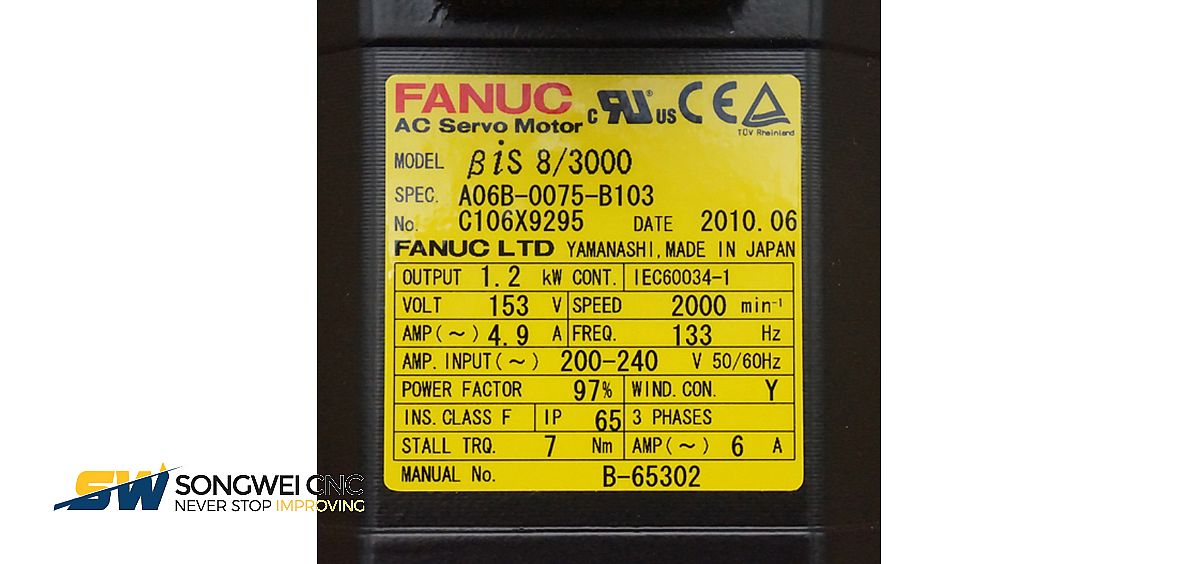 FANUC
AC Servo Motor
C UR ® US CE
TÜV Rheinland
MODEL βiS 8/3000
SPEC. A06B-0075-B103
No. C106X9295 DATE 2010.06
FANUC LTD YAMANASHI, MADE IN JAPAN
OUTPUT 1.2 kW CONT. IEC60034-1
VOLT 153 V SPEED 2000 min-¹
AMP(~) 4.9 A FREQ. 133 Hz
AMP. INPUT(~) 200-240 V 50/60Hz
POWER FACTOR 97% WIND. CON. Y
INS. CLASS F IP 65 3 PHASES
STALL TRQ. 7 Nm AMP(~) 6 A
MANUAL No. B-65302
SW SONGWEI CNC
NEVER STOP IMPROVING